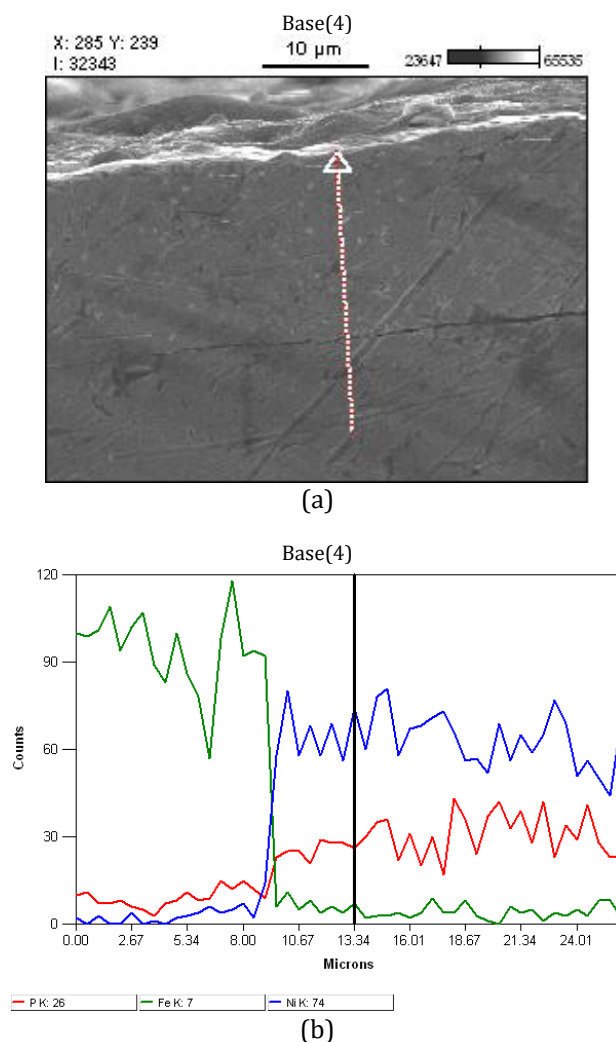 Base(4)
X: 285 Y: 239
I: 32343
10 µm
23647
65535
(a)
Base(4)
120
90
60
30
0
Counts
0.00 2.67 5.34 8.00 10.67 13.34 16.01 18.67 21.34 24.01
Microns
P K: 26 Fe K: 7 Ni K: 74
(b)